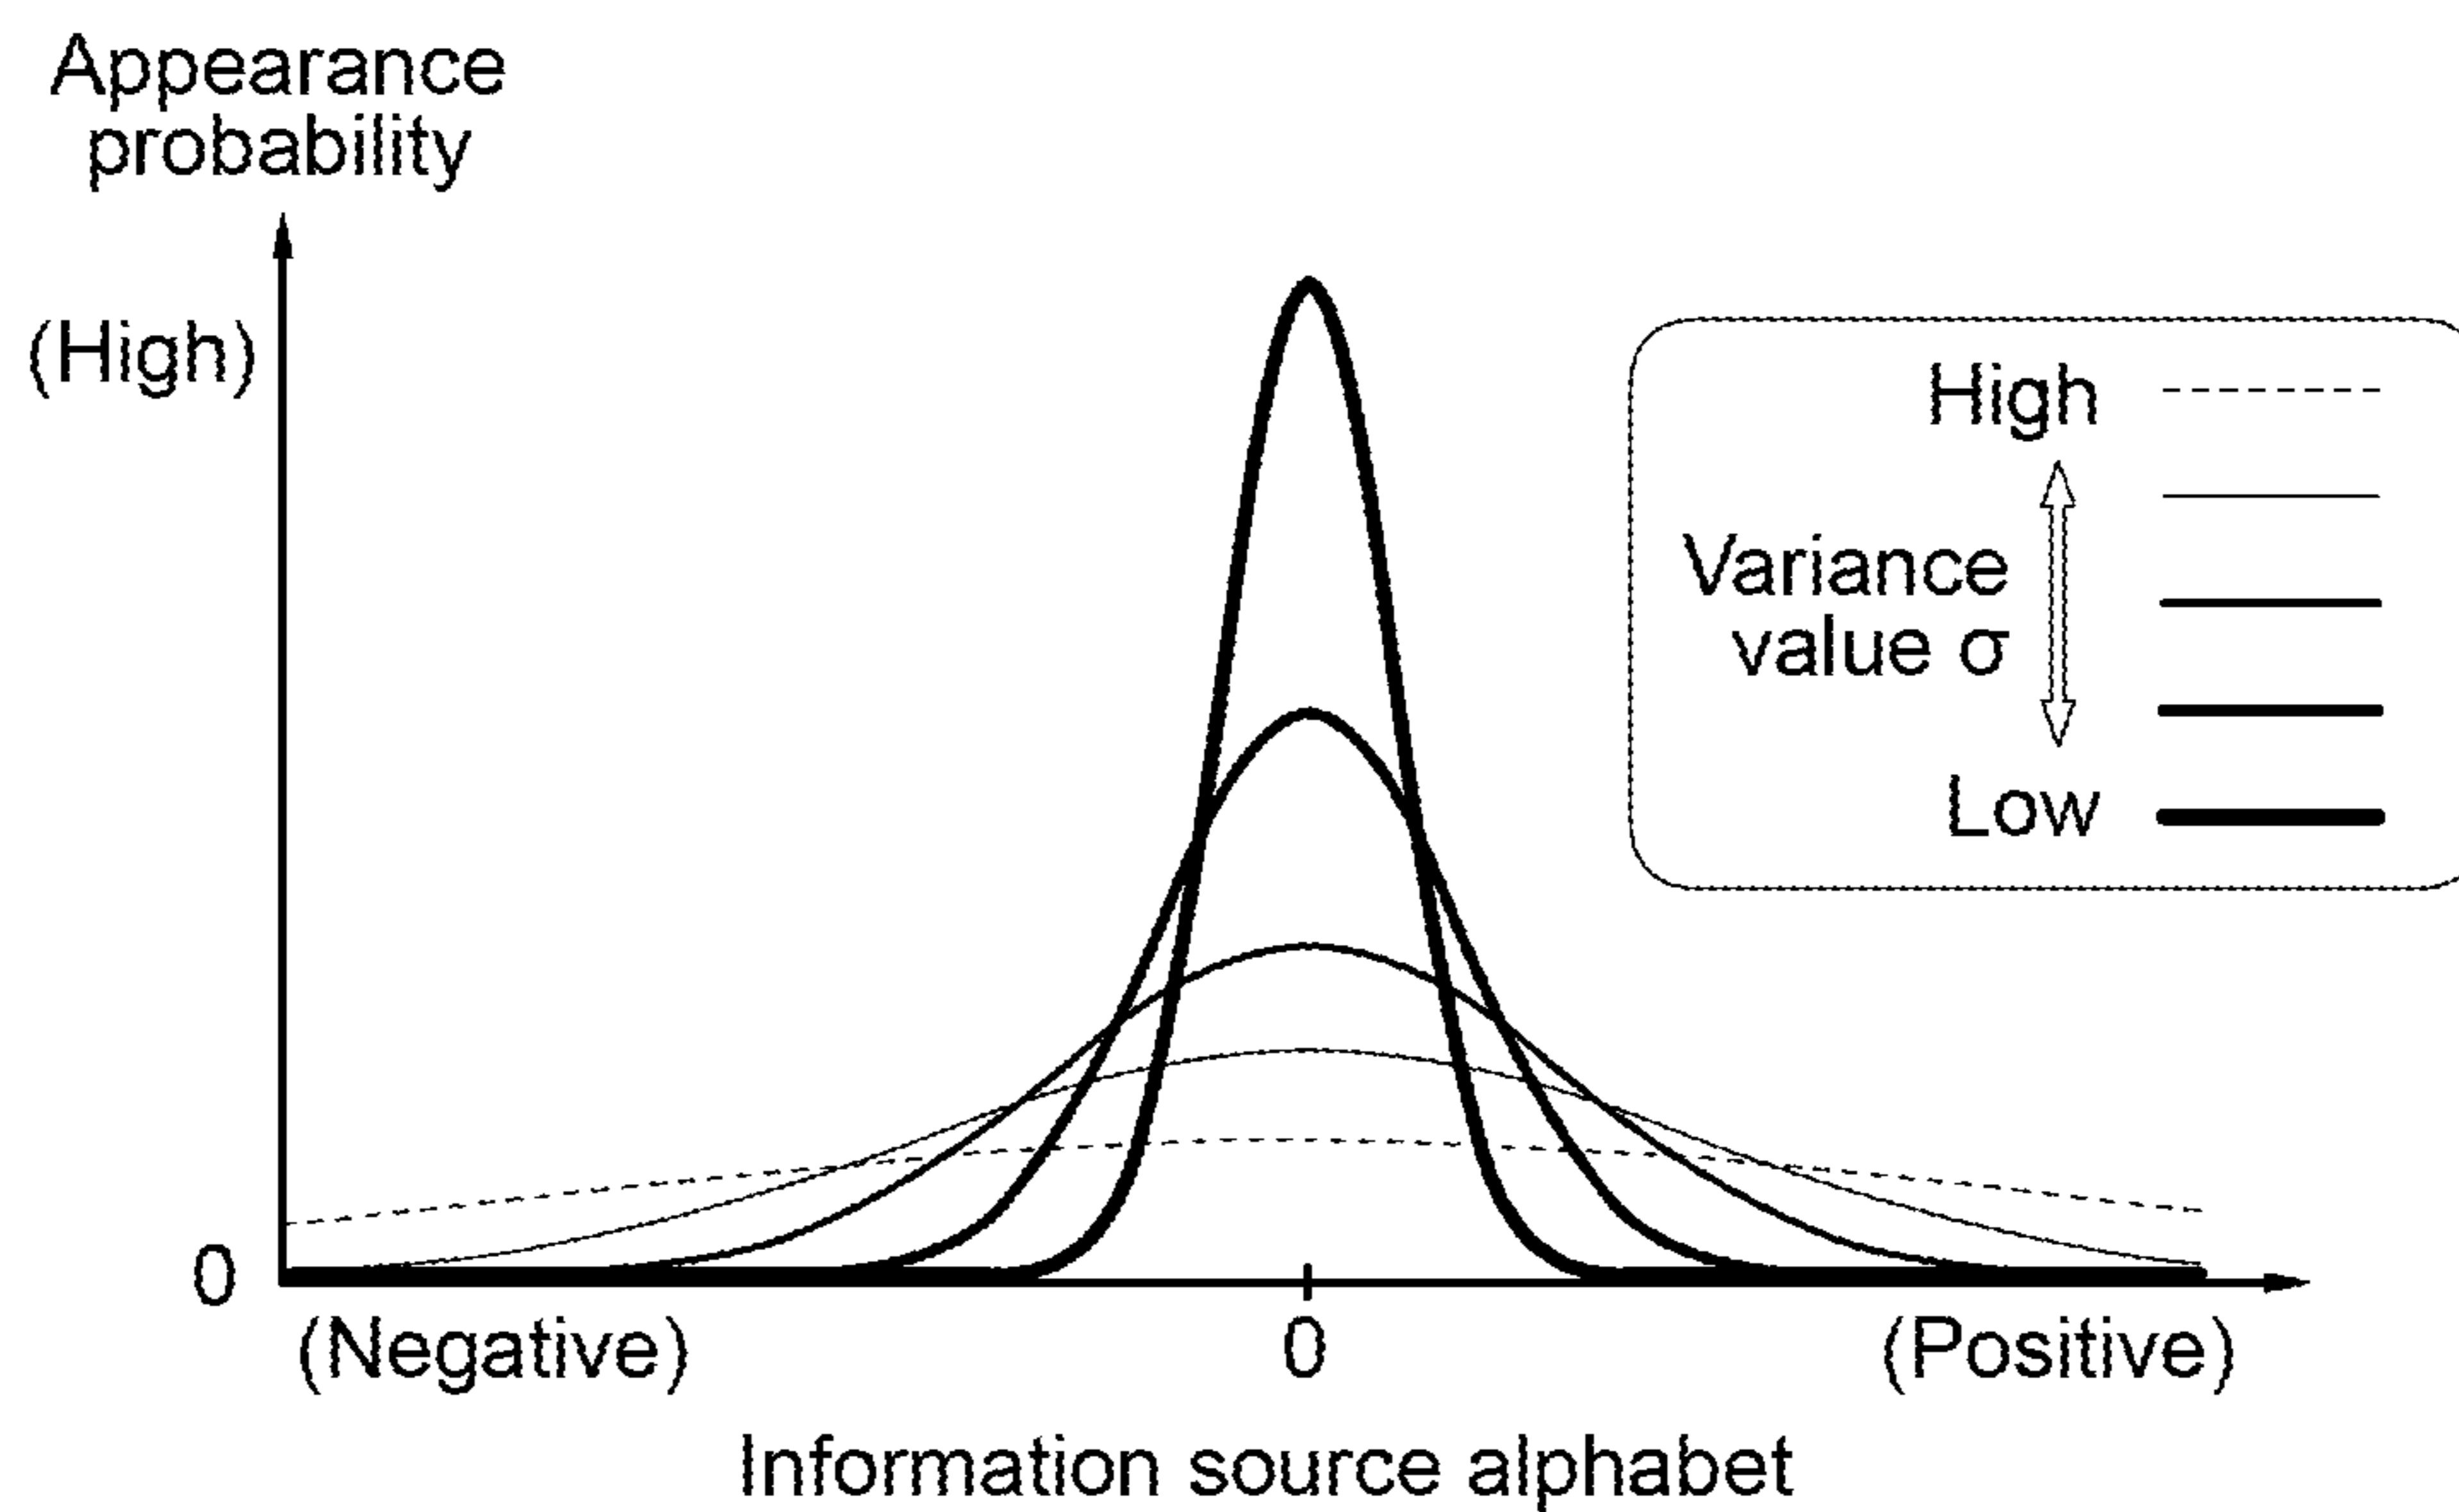 Appearance
probability
(High)
High
Variance
value σ
Low
0
(Negative)
0
(Positive)
Information source alphabet